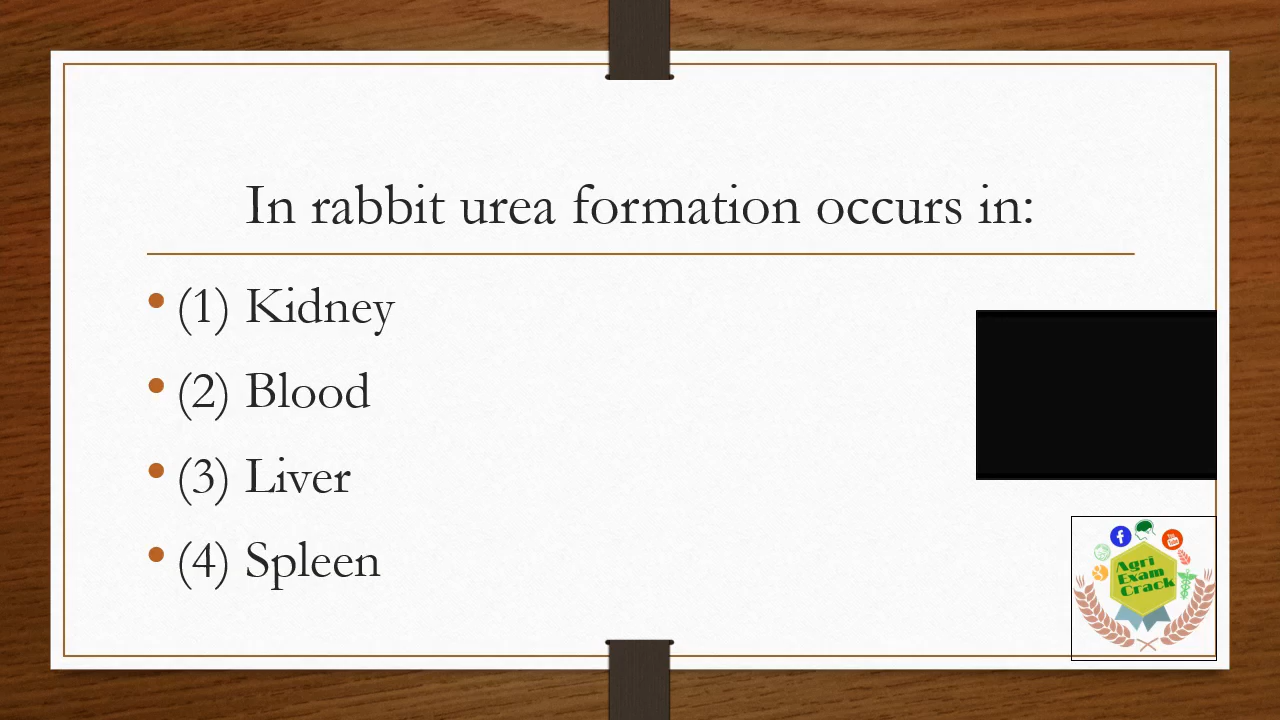 In rabbit urea formation occurs in:
• (1) Kidney
• (2) Blood
• (3) Liver
• (4) Spleen
Agri
Exam
Crack